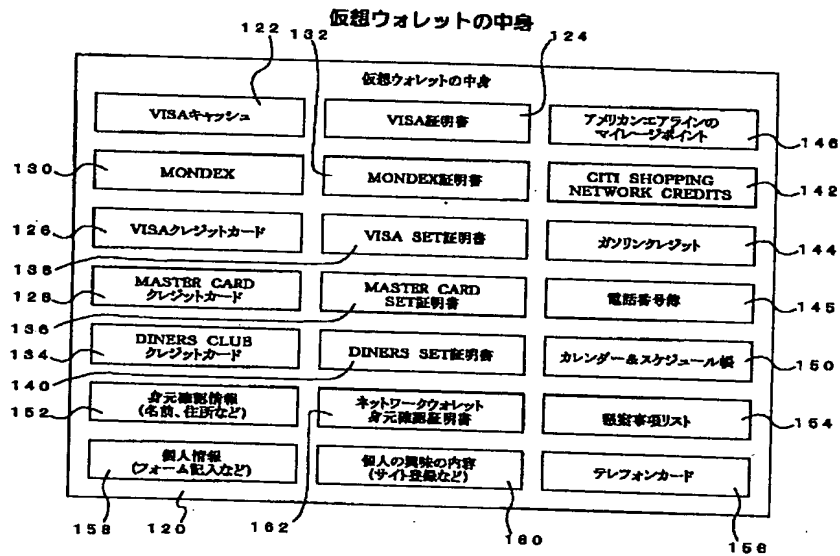 仮想ウォレットの中身
122
132
124
仮想ウォレットの中身
VISAキャッシュ
VISA証明書
アメリカンエアラインの
マイレージポイント
146
130
MONDEX
MONDEX証明書
CITI SHOPPING
NETWORK CREDITS
142
126
VISAクレジットカード
VISA SET証明書
ガソリンクレジット
144
138
128
MASTER CARD
クレジットカード
MASTER CARD
SET証明書
電話番号簿
145
136
134
DINERS CLUB
クレジットカード
DINERS SET証明書
カレンダー&スケジュール帳
150
140
152
身元確認情報
(名前、住所など)
ネットワークウォレット
身元確認証明書
事項リスト
154
個人情報
(フォーム記入など)
個人の興味の内容
(サイト登録など)
テレフォンカード
158
120
162
160
156